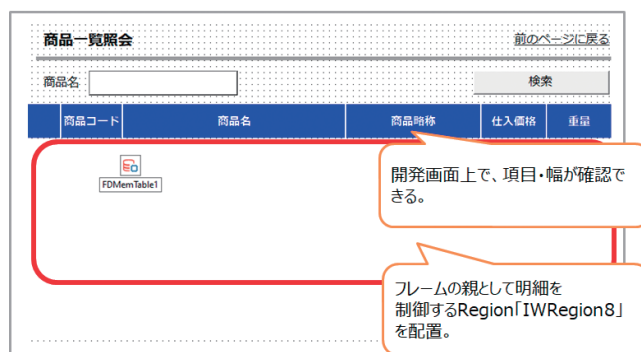 商品一覧照会
前のページに戻る
商品名
検索
商品コード 商品名 商品略称 仕入価格 重量
FDMemTable1
開発画面上で、項目・幅が確認で
きる。
フレームの親として明細を
制御するRegion「IWRegion8」
を配置。